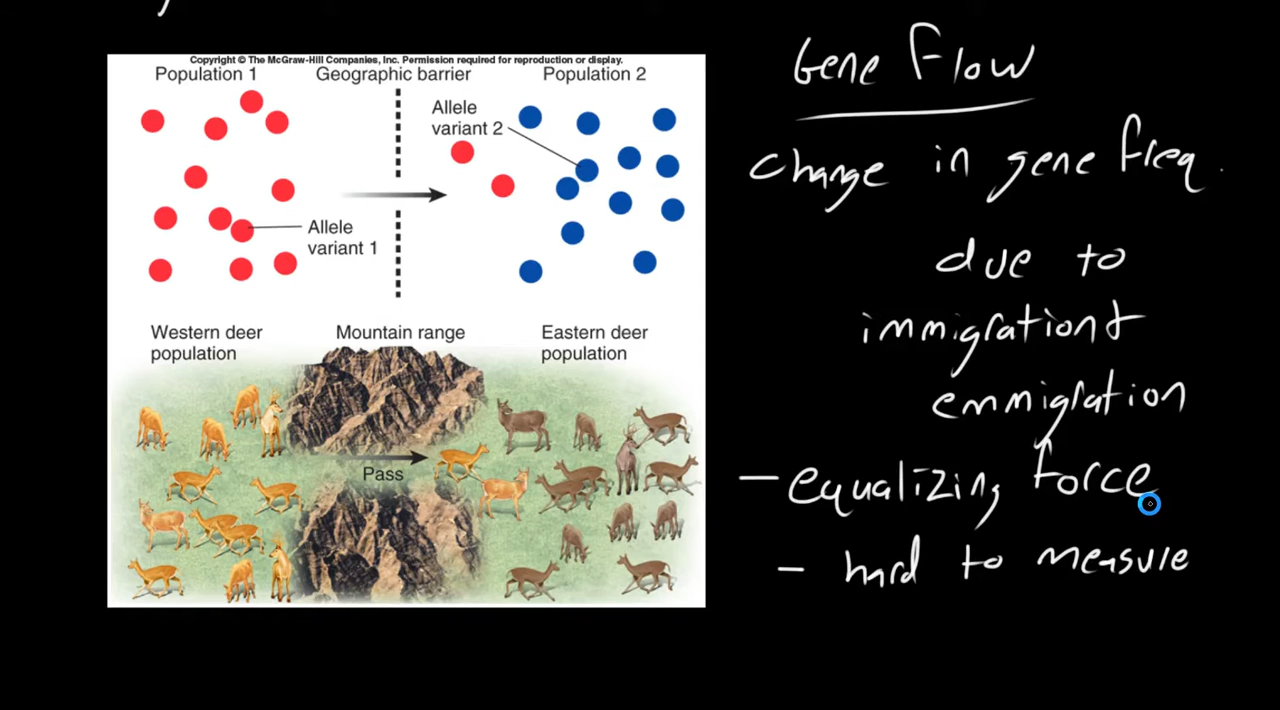 Copyright © The McGraw-Hill Companies, Inc. Permission required for reproduction or display.
Population 1
Geographic barrier
Population 2
Allele
variant 2
Allele
variant 1
Western deer
population
Mountain range
Eastern deer
population
Pass
Gene Flow
change in gene freq.
due to
immigration +
emmigration
- equalizing force
- hard to measure